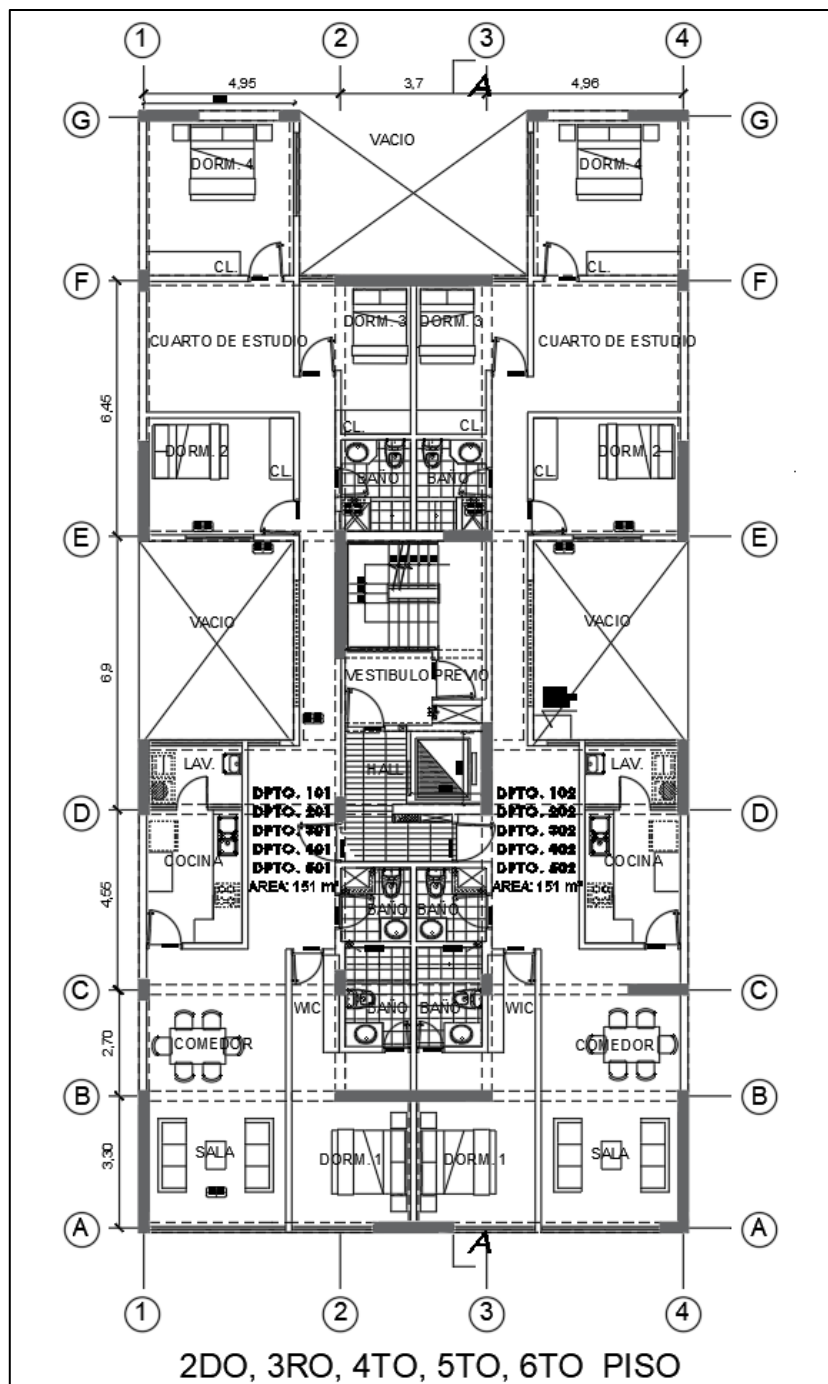 1 2 3 4
4,95 3,7 4,96
A
G G
VACIO
DORM. 4 DORM. 4
CL. CL.
F F
DORM. 3 DORM. 3
CUARTO DE ESTUDIO CUARTO DE ESTUDIO
6,45
CL. CL.
DORM. 2 DORM. 2
CL. CL.
BAÑO BAÑO
E E
VACIO VACIO
6,9
VESTIBULO PREVIO
LAV. HALL LAV.
DPTO. 101 DPTO. 102
D D
DPTO. 201 DPTO. 202
DPTO. 301 DPTO. 302
DPTO. 401 DPTO. 402
COCINA COCINA
DPTO. 501 DPTO. 502
AREA: 151 m² AREA: 151 m²
4,55
BAÑO BAÑO
C C
WIC BAÑO BAÑO WIC
2,70
COMEDOR COMEDOR
B B
3,30
SALA DORM. 1 DORM. 1 SALA
A A
A
1 2 3 4
2DO, 3RO, 4TO, 5TO, 6TO PISO